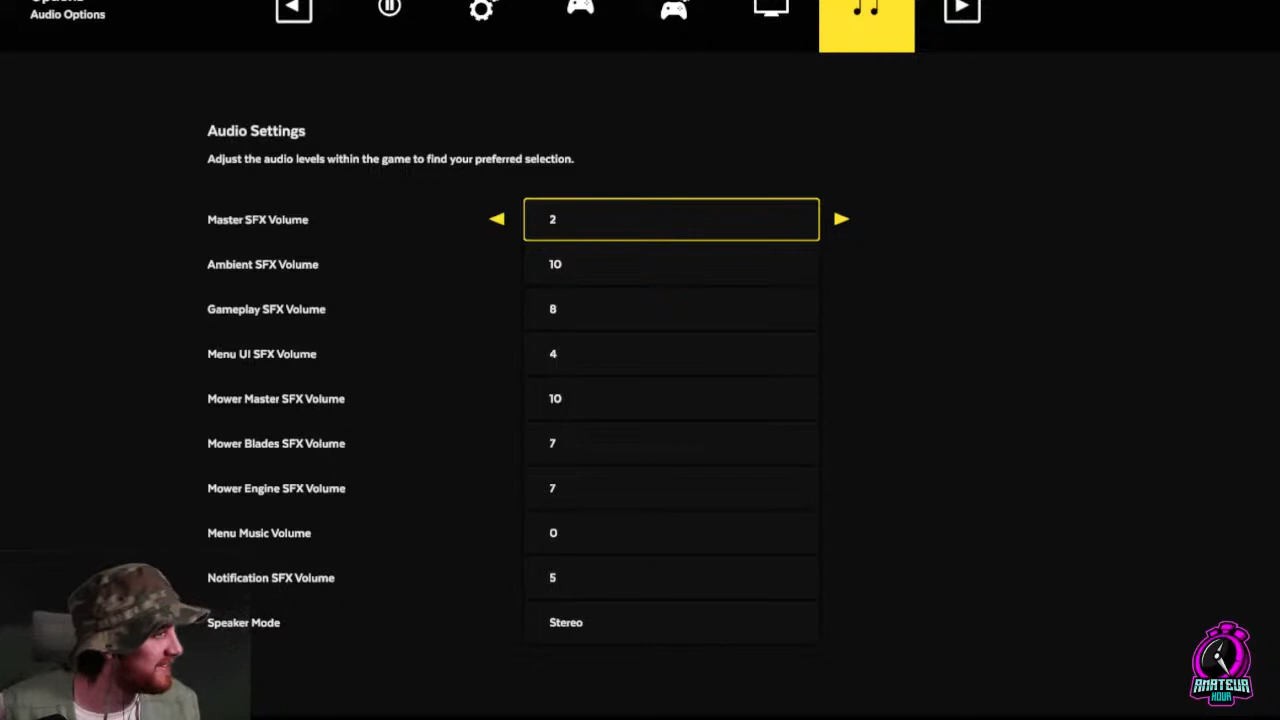 Options
Audio Options
Audio Settings
Adjust the audio levels within the game to find your preferred selection.
Master SFX Volume 2
Ambient SFX Volume 10
Gameplay SFX Volume 8
Menu UI SFX Volume 4
Mower Master SFX Volume 10
Mower Blades SFX Volume 7
Mower Engine SFX Volume 7
Menu Music Volume 0
Notification SFX Volume 5
Speaker Mode Stereo
AMATEUR
HOUR